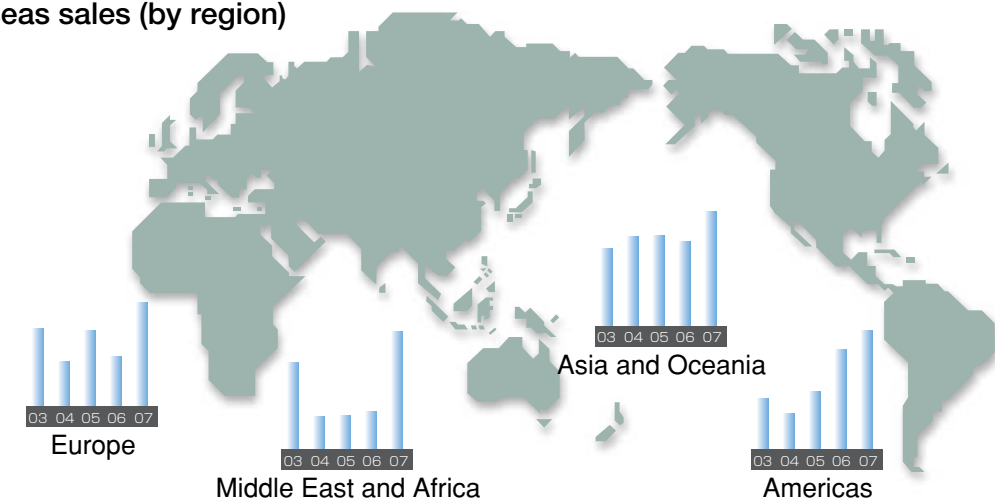 eas sales (by region)
03 04 05 06 07
Asia and Oceania
03 04 05 06 07
Europe
03 04 05 06 07
Middle East and Africa
03 04 05 06 07
Americas